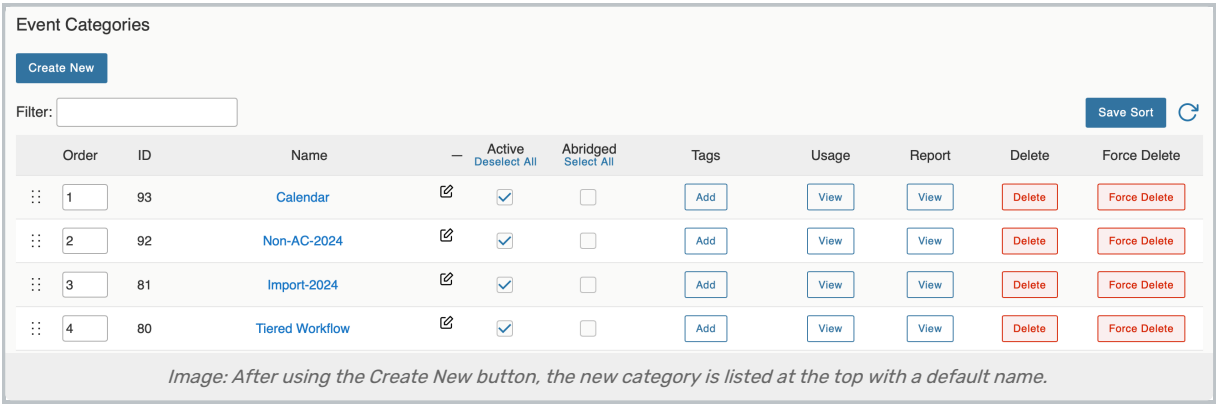 Event Categories
Create New
Filter:
Save Sort
Order ID Name — Active Deselect All Abridged Select All Tags Usage Report Delete Force Delete
1 93 Calendar Add View View Delete Force Delete
2 92 Non-AC-2024 Add View View Delete Force Delete
3 81 Import-2024 Add View View Delete Force Delete
4 80 Tiered Workflow Add View View Delete Force Delete
Image: After using the Create New button, the new category is listed at the top with a default name.